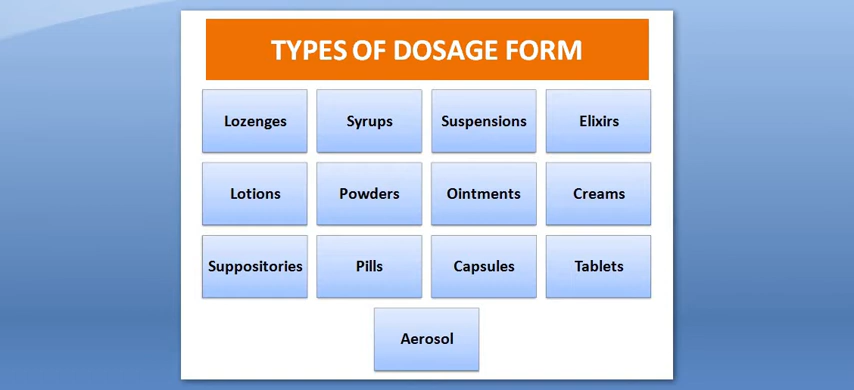 TYPES OF DOSAGE FORM
Lozenges
Syrups
Suspensions
Elixirs
Lotions
Powders
Ointments
Creams
Suppositories
Pills
Capsules
Tablets
Aerosol